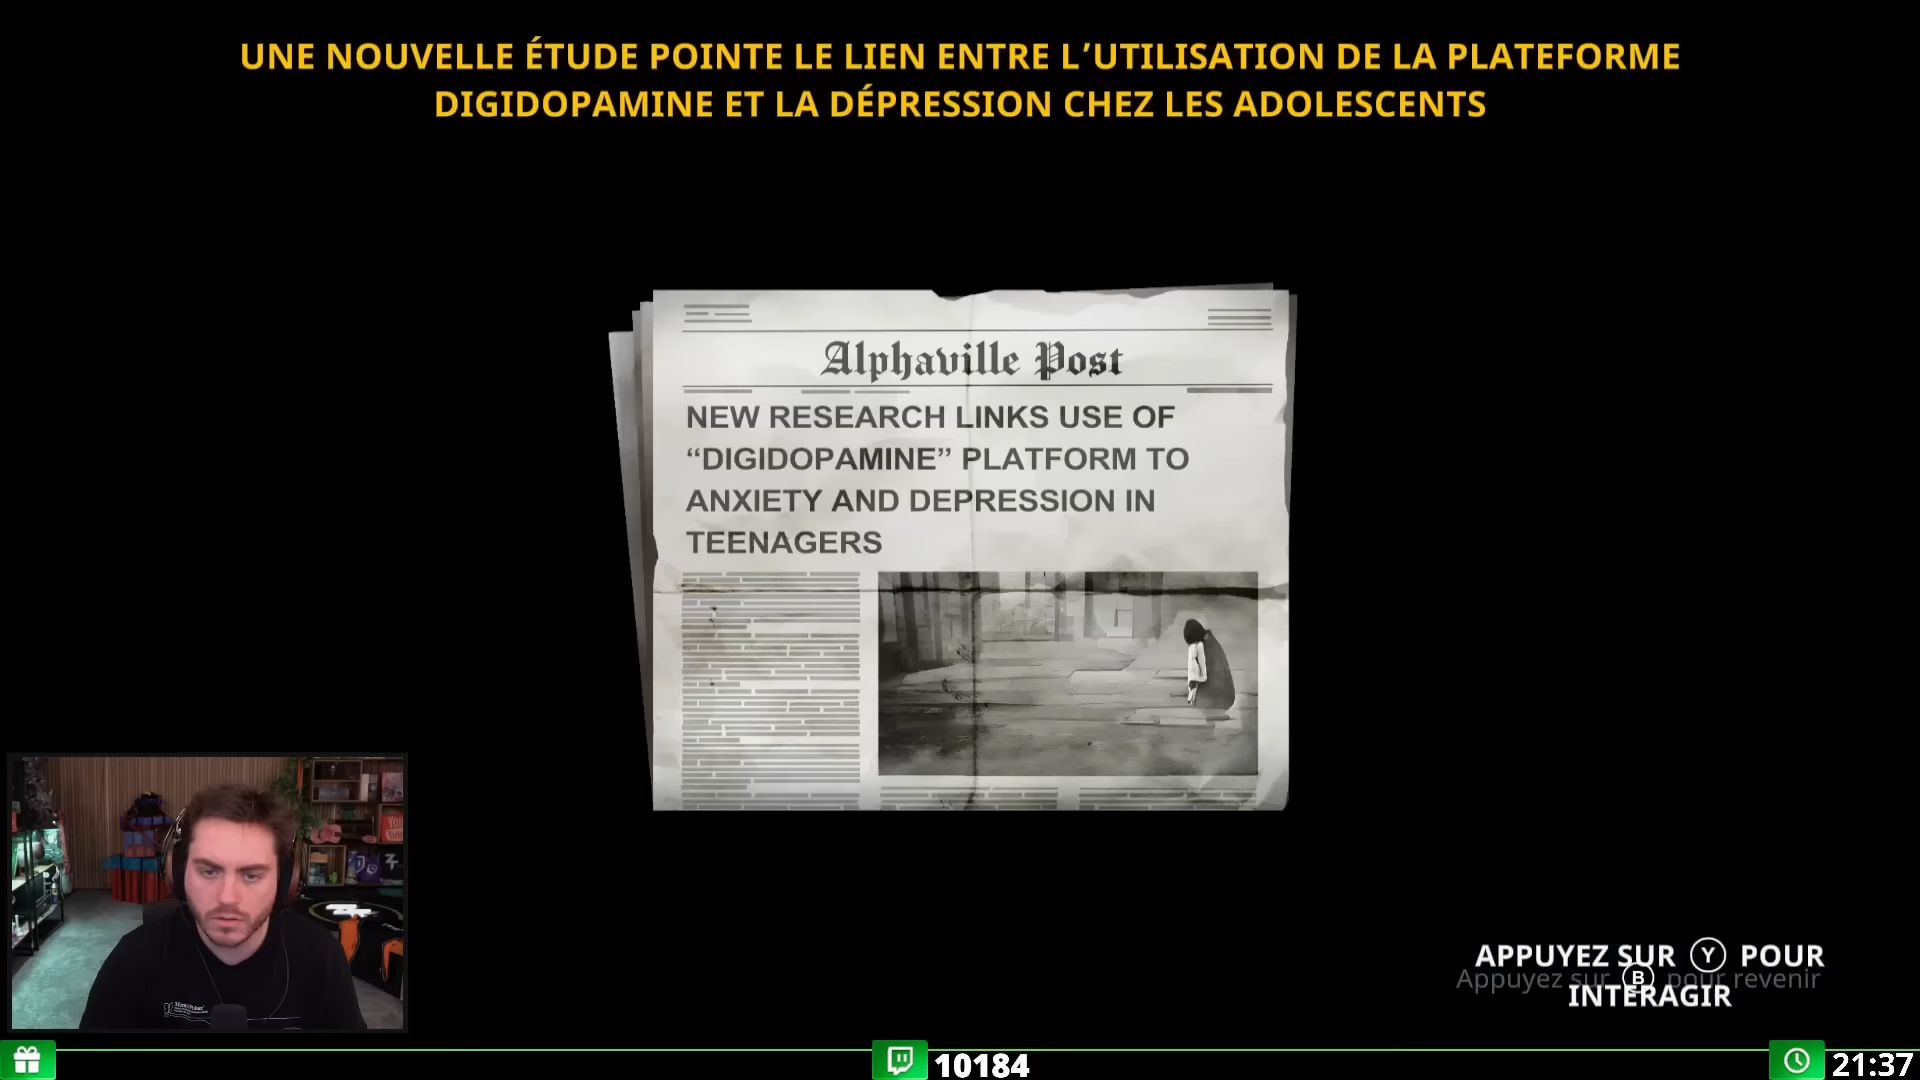 UNE NOUVELLE ÉTUDE POINTE LE LIEN ENTRE L’UTILISATION DE LA PLATEFORME
DIGIDOPAMINE ET LA DÉPRESSION CHEZ LES ADOLESCENTS
Alphaville Post
NEW RESEARCH LINKS USE OF
“DIGIDOPAMINE” PLATFORM TO
ANXIETY AND DEPRESSION IN
TEENAGERS
APPUYEZ SUR Y POUR
INTERAGIR
Appuyez sur B pour revenir
10184
21:37